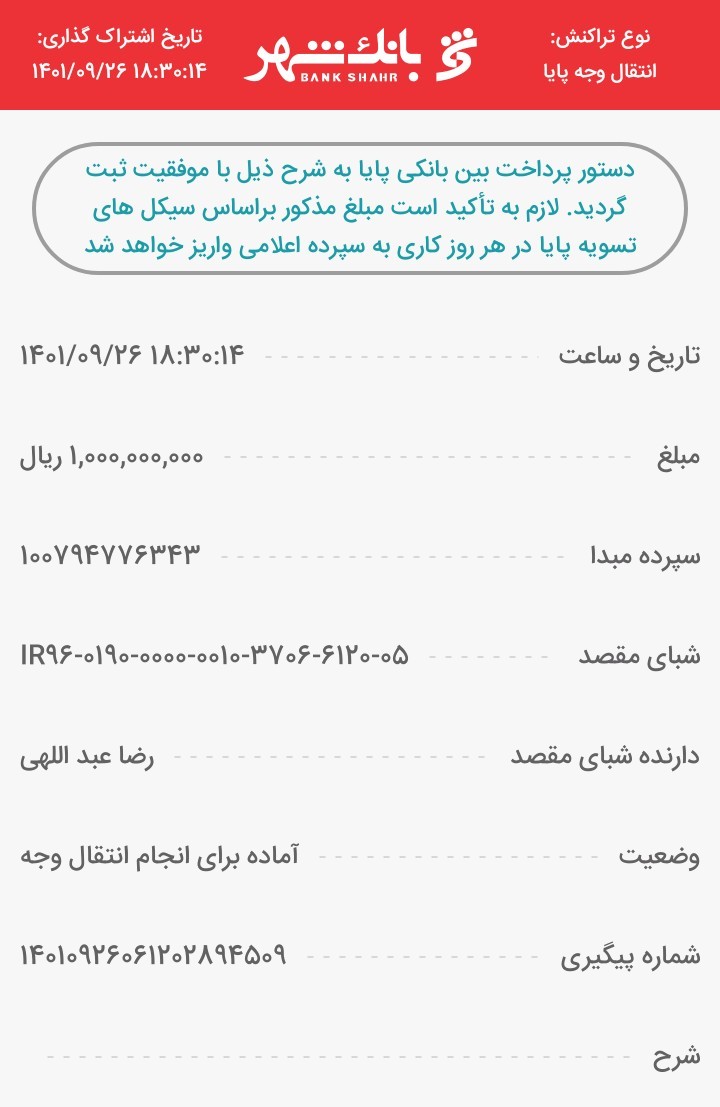 نوع تراکنش:
انتقال وجه پایا
بانک شهر
BANK SHAHR
تاریخ اشتراک گذاری:
۱۴۰۱/۰۹/۲۶ ۱۸:۳۰:۱۴
دستور پرداخت بین بانکی پایا به شرح ذیل با موفقیت ثبت
گردید. لازم به تأکید است مبلغ مذکور براساس سیکل های
تسویه پایا در هر روز کاری به سپرده اعلامی واریز خواهد شد
تاریخ و ساعت ۱۴۰۱/۰۹/۲۶ ۱۸:۳۰:۱۴
مبلغ ۱,۰۰۰,۰۰۰,۰۰۰ ریال
سپرده مبدا ۱۰۰۷۹۴۷۷۶۳۴۳
شبای مقصد IR۹۶-۰۱۹۰-۰۰۰۰-۰۰۱۰-۳۷۰۶-۶۱۲۰-۰۵
دارنده شبای مقصد رضا عبد اللهی
وضعیت آماده برای انجام انتقال وجه
شماره پیگیری ۱۴۰۱۰۹۲۶۰۶۱۲۰۲۸۹۴۵۰۹
شرح